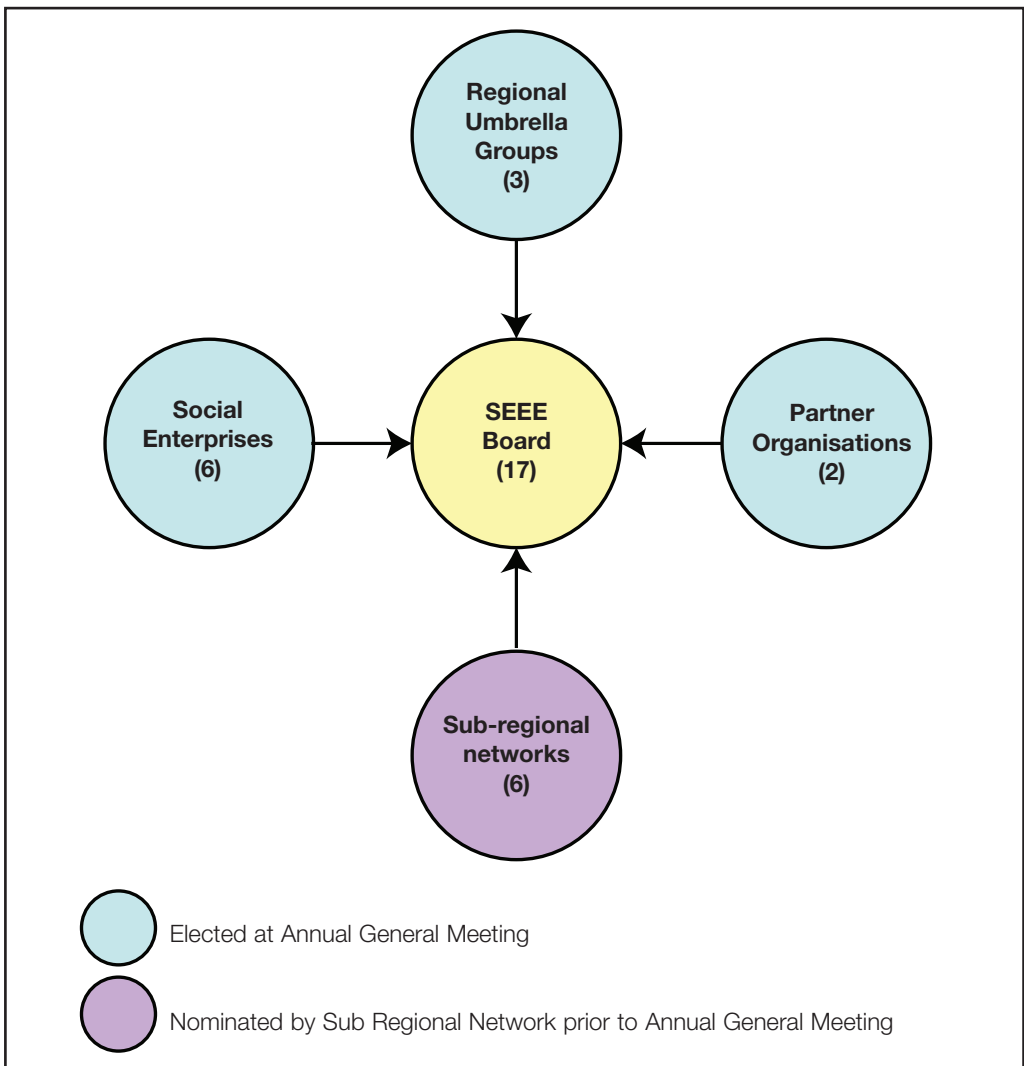 Regional
Umbrella
Groups
(3)
Social
Enterprises
(6)
SEEE
Board
(17)
Partner
Organisations
(2)
Sub-regional
networks
(6)
Elected at Annual General Meeting
Nominated by Sub Regional Network prior to Annual General Meeting